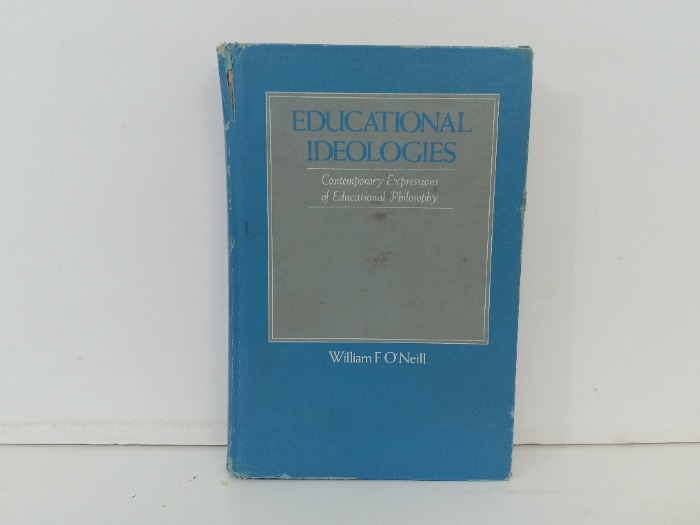 EDUCATIONAL
IDEOLOGIES
Contemporary Expressions
of Educational Philosophy
William F O'Neill